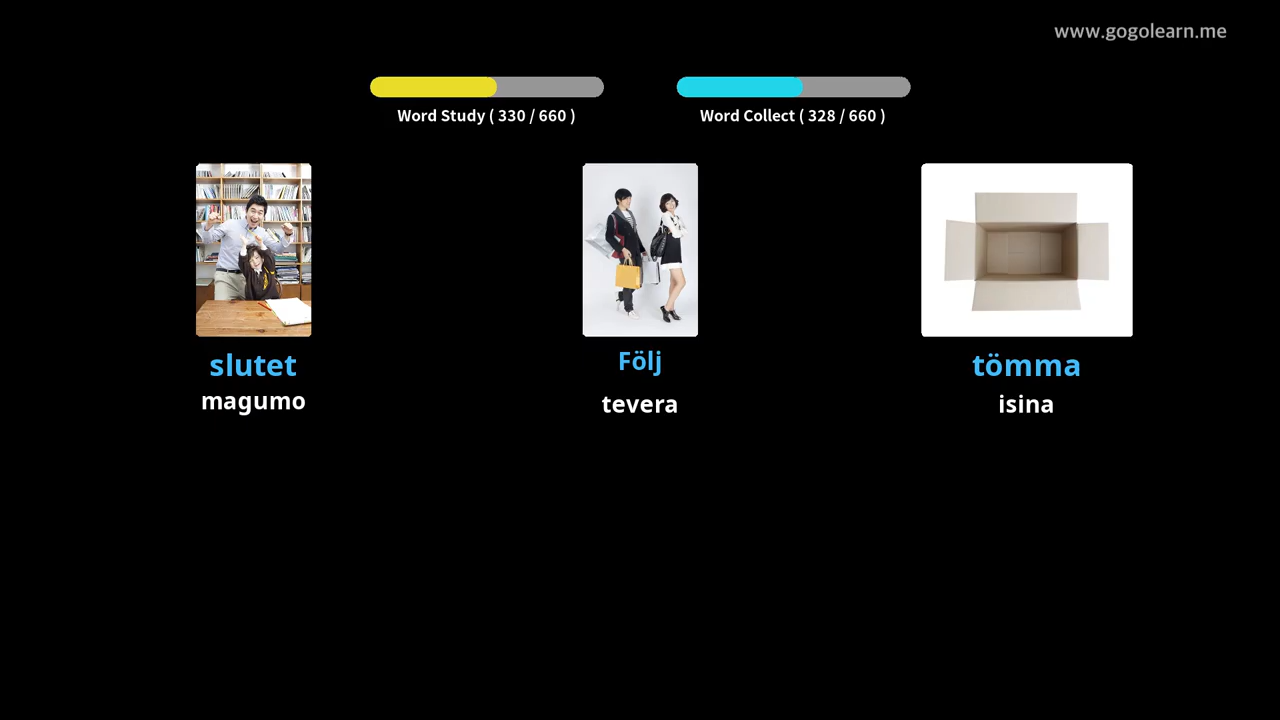 www.gogolearn.me
Word Study ( 330 / 660 )
Word Collect ( 328 / 660 )
slutet
magumo
Följ
tevera
tömma
isina